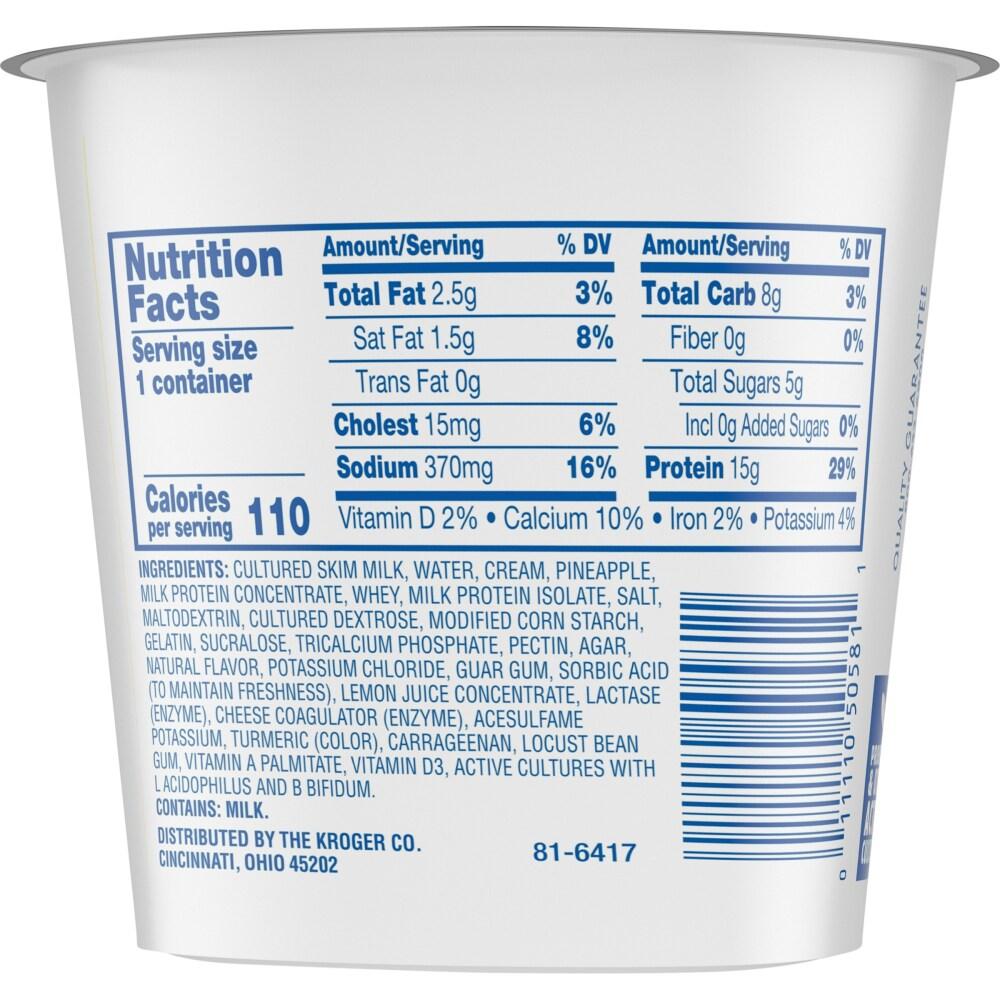 Nutrition
Facts
Serving size
1 container
Calories
per serving 110
Amount/Serving % DV
Total Fat 2.5g 3%
Sat Fat 1.5g 8%
Trans Fat 0g
Cholest 15mg 6%
Sodium 370mg 16%
Amount/Serving % DV
Total Carb 8g 3%
Fiber 0g 0%
Total Sugars 5g
Incl 0g Added Sugars 0%
Protein 15g 29%
Vitamin D 2% • Calcium 10% • Iron 2% • Potassium 4%
INGREDIENTS: CULTURED SKIM MILK, WATER, CREAM, PINEAPPLE,
MILK PROTEIN CONCENTRATE, WHEY, MILK PROTEIN ISOLATE, SALT,
MALTODEXTRIN, CULTURED DEXTROSE, MODIFIED CORN STARCH,
GELATIN, SUCRALOSE, TRICALCIUM PHOSPHATE, PECTIN, AGAR,
NATURAL FLAVOR, POTASSIUM CHLORIDE, GUAR GUM, SORBIC ACID
(TO MAINTAIN FRESHNESS), LEMON JUICE CONCENTRATE, LACTASE
(ENZYME), CHEESE COAGULATOR (ENZYME), ACESULFAME
POTASSIUM, TURMERIC (COLOR), CARRAGEENAN, LOCUST BEAN
GUM, VITAMIN A PALMITATE, VITAMIN D3, ACTIVE CULTURES WITH
L ACIDOPHILUS AND B BIFIDUM.
CONTAINS: MILK.
DISTRIBUTED BY THE KROGER CO.
CINCINNATI, OHIO 45202
81-6417
0 11110 50581 1
QUALITY GUARANTEE